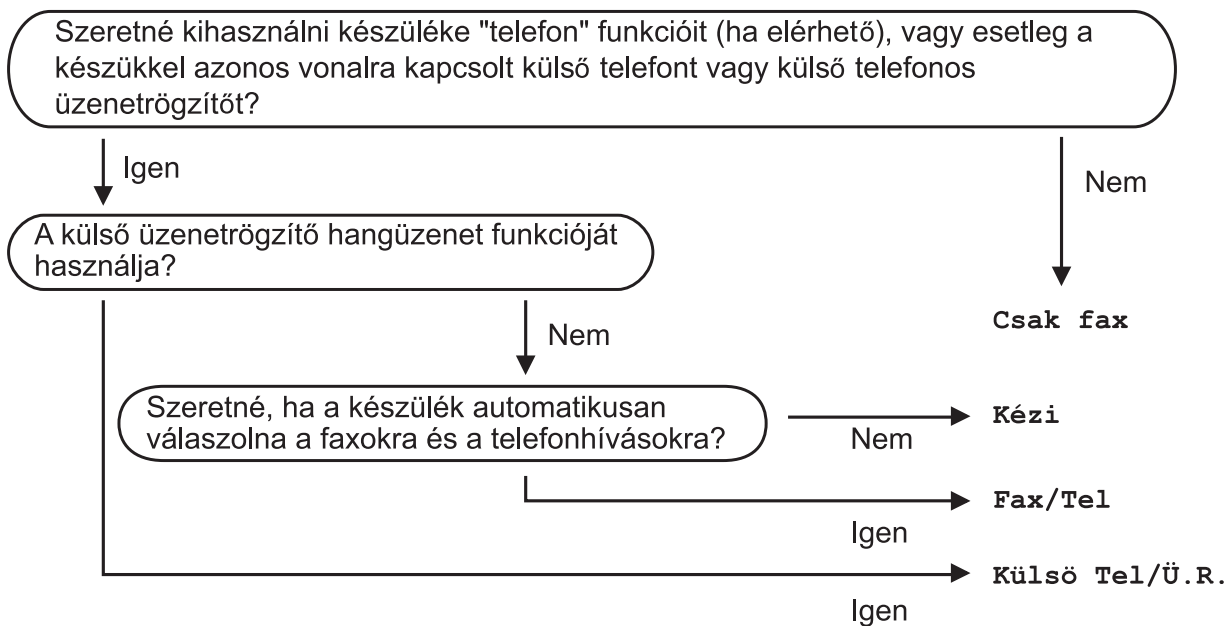 Szeretné kihasználni készüléke "telefon" funkcióit (ha elérhető), vagy esetleg a
készükkel azonos vonalra kapcsolt külső telefont vagy külső telefonos
üzenetrögzítőt?
Igen
Nem
A külső üzenetrögzítő hangüzenet funkcióját
használja?
Csak fax
Nem
Szeretné, ha a készülék automatikusan
válaszolna a faxokra és a telefonhívásokra?
Nem
Kézi
Igen
Fax/Tel
Igen
Külsö Tel/Ü.R.